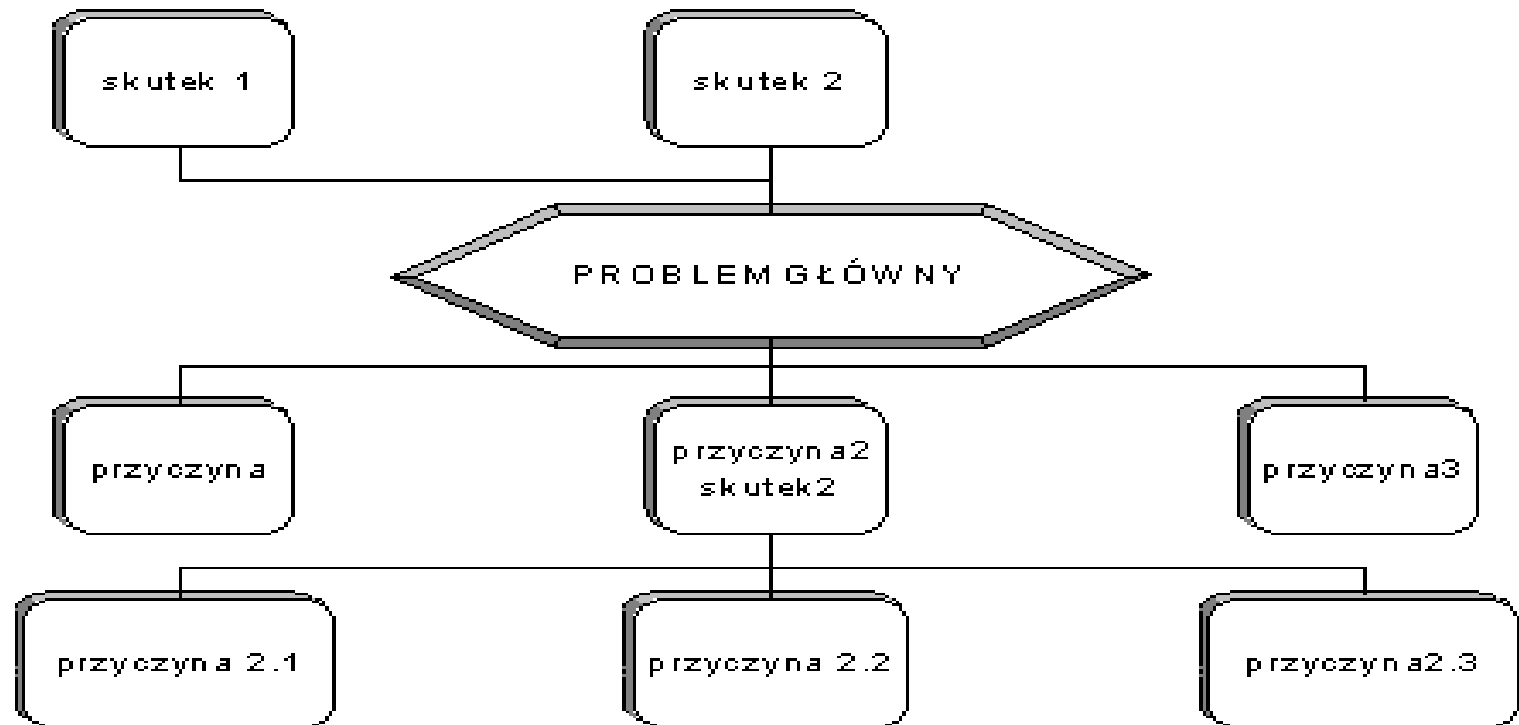 skutek 1
skutek 2
PROBLEM GŁÓWNY
przyczyna
przyczyna2
skutek2
przyczyna3
przyczyna 2.1
przyczyna 2.2
przyczyna2.3